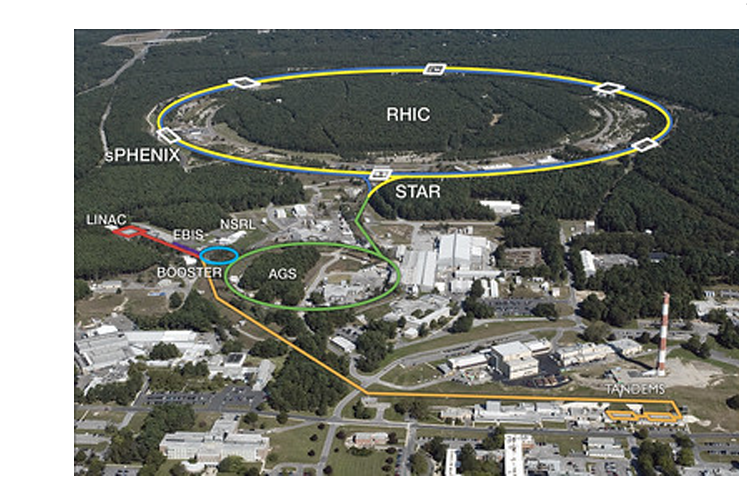 RHIC
sPHENIX
STAR
LINAC
NSRL
EBIS
BOOSTER
AGS
TANDEMS